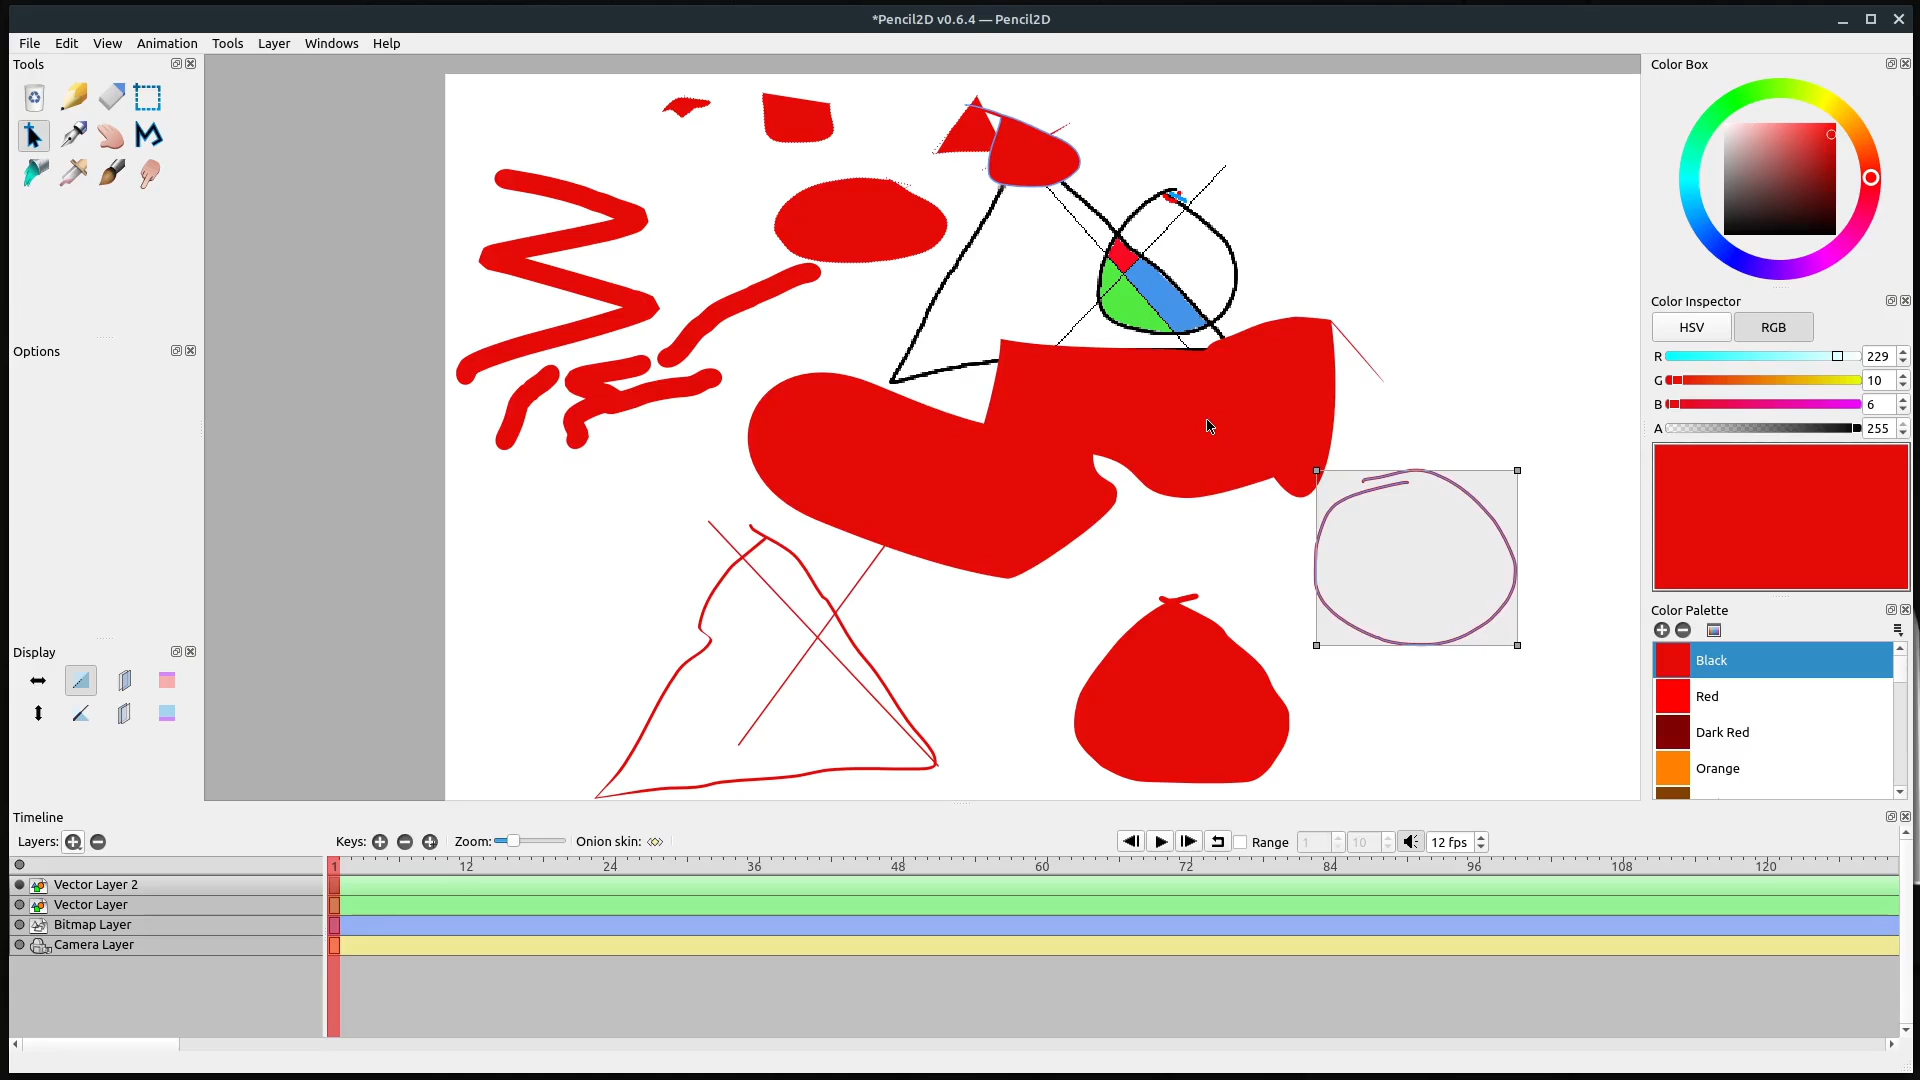 *Pencil2D v0.6.4 — Pencil2D
File Edit View Animation Tools Layer Windows Help
Tools
Options
Display
Color Box
Color Inspector
HSV RGB
R 229
G 10
B 6
A 255
Color Palette
Black
Red
Dark Red
Orange
Timeline
Layers: Keys: Zoom: Onion skin: Range 1 10 12 fps
1 12 24 36 48 60 72 84 96 108 120
Vector Layer 2
Vector Layer
Bitmap Layer
Camera Layer